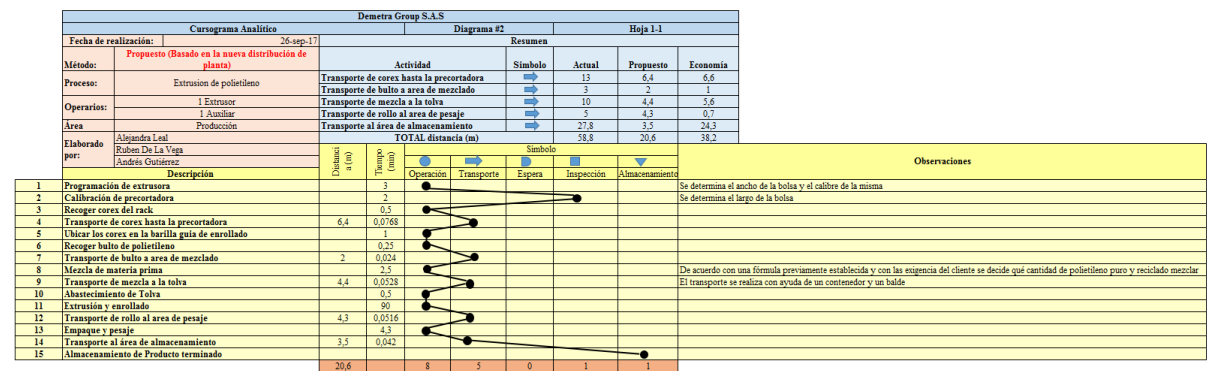 Demetra Group S.A.S
Cursograma Analítico Diagrama #2 Hoja 1-1
Fecha de realización: 26-sep-17 Resumen
Método: Propuesto (Basado en la nueva distribución de planta) Actividad Símbolo Actual Propuesto Economía
Proceso: Extrusion de polietileno Transporte de corex hasta la precortadora 13 6,4 6,6
Transporte de bulto a area de mezclado 3 2 1
Operarios: 1 Extrusor Transporte de mezcla a la tolva 10 4,4 5,6
1 Auxiliar Transporte de rollo al area de pesaje 5 4,3 0,7
Área Producción Transporte al área de almacenamiento 27,8 3,5 24,3
Elaborado por: Alejandra Leal TOTAL distancia (m) 58,8 20,6 38,2
Ruben De La Vega Distancia (m) Tiempo (min) Símbolo Observaciones
Andrés Gutiérrez
Descripción Operación Transporte Espera Inspección Almacenamiento
1 Programación de extrusora 3 Se determina el ancho de la bolsa y el calibre de la misma
2 Calibración de precortadora 2 Se determina el largo de la bolsa
3 Recoger corex del rack 0,5
4 Transporte de corex hasta la precortadora 6,4 0,0768
5 Ubicar los corex en la barilla guia de enrollado 1
6 Recoger bulto de polietileno 0,25
7 Transporte de bulto a area de mezclado 2 0,024
8 Mezcla de materia prima 2,5 De acuerdo con una fórmula previamente establecida y con las exigencia del cliente se decide qué cantidad de polietileno puro y reciclado mezclar
9 Transporte de mezcla a la tolva 4,4 0,0528 El transporte se realiza con ayuda de un contenedor y un balde
10 Abastecimiento de Tolva 0,5
11 Extrusión y enrollado 90
12 Transporte de rollo al area de pesaje 4,3 0,0516
13 Empaque y pesaje 4,3
14 Transporte al área de almacenamiento 3,5 0,042
15 Almacenamiento de Producto terminado
20,6 8 5 0 1 1